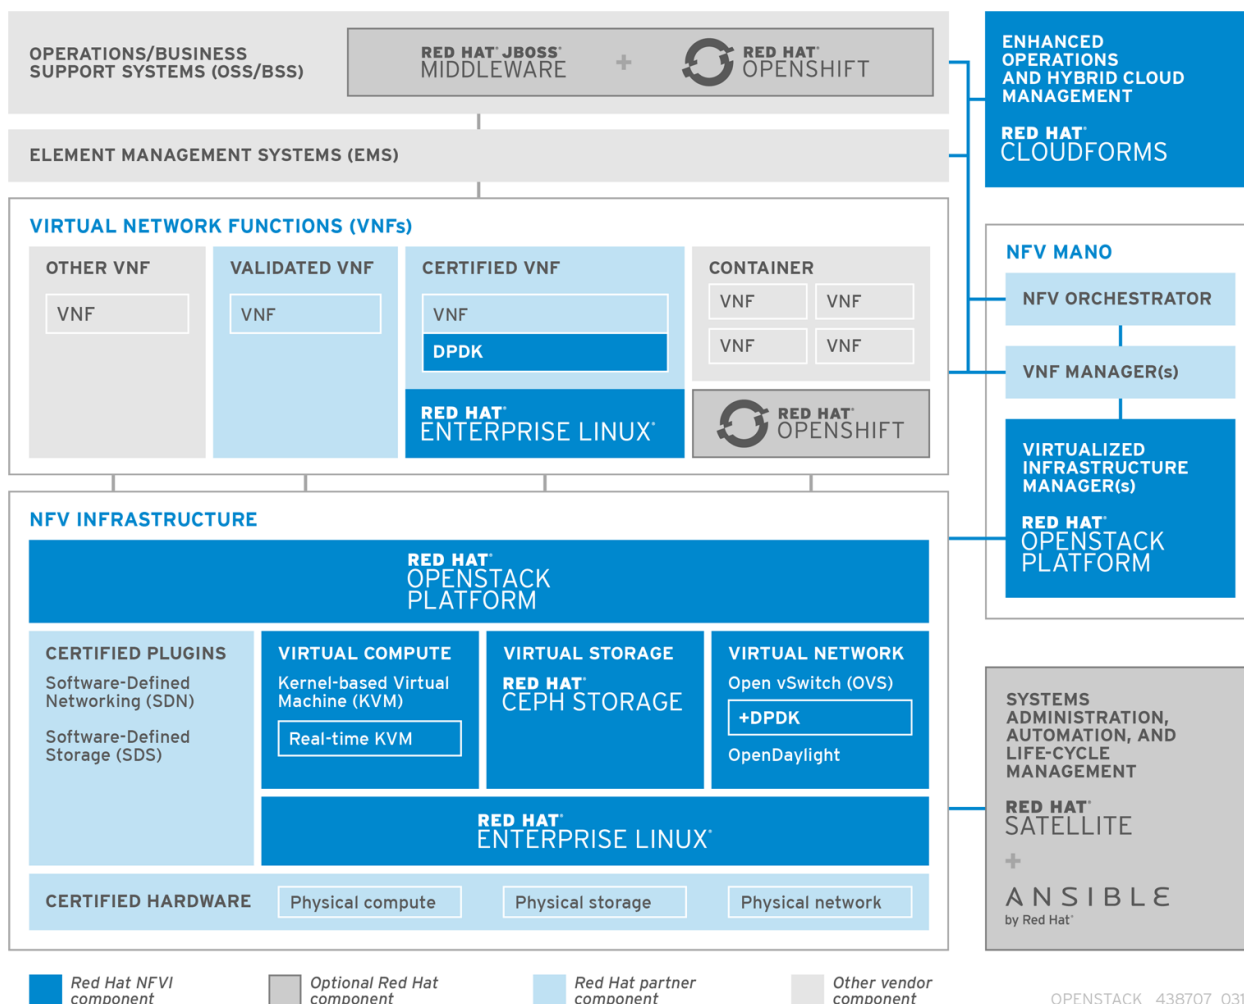 OPERATIONS/BUSINESS
SUPPORT SYSTEMS (OSS/BSS)
RED HAT® JBOSS®
MIDDLEWARE
+
RED HAT®
OPENSHIFT
ENHANCED
OPERATIONS
AND HYBRID CLOUD
MANAGEMENT
RED HAT®
CLOUDFORMS
ELEMENT MANAGEMENT SYSTEMS (EMS)
VIRTUAL NETWORK FUNCTIONS (VNFs)
OTHER VNF
VNF
VALIDATED VNF
VNF
CERTIFIED VNF
VNF
DPDK
RED HAT®
ENTERPRISE LINUX®
CONTAINER
VNF
VNF
VNF
VNF
RED HAT®
OPENSHIFT
NFV MANO
NFV ORCHESTRATOR
VNF MANAGER(s)
VIRTUALIZED
INFRASTRUCTURE
MANAGER(s)
RED HAT®
OPENSTACK
PLATFORM
NFV INFRASTRUCTURE
RED HAT®
OPENSTACK
PLATFORM
CERTIFIED PLUGINS
Software-Defined
Networking (SDN)
Software-Defined
Storage (SDS)
VIRTUAL COMPUTE
Kernel-based Virtual
Machine (KVM)
Real-time KVM
VIRTUAL STORAGE
RED HAT®
CEPH STORAGE
VIRTUAL NETWORK
Open vSwitch (OVS)
+DPDK
OpenDaylight
RED HAT®
ENTERPRISE LINUX®
CERTIFIED HARDWARE
Physical compute
Physical storage
Physical network
SYSTEMS
ADMINISTRATION,
AUTOMATION, AND
LIFE-CYCLE
MANAGEMENT
RED HAT®
SATELLITE
+
ANSIBLE
by Red Hat®
Red Hat NFVI
component
Optional Red Hat
component
Red Hat partner
component
Other vendor
component
OPENSTACK_438707_031